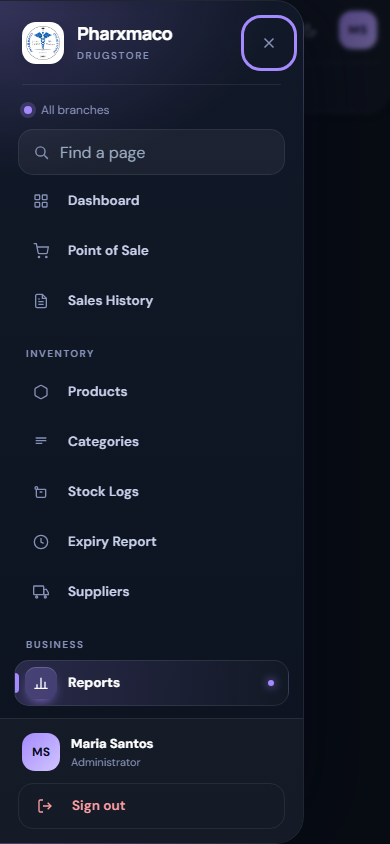 Pharxmaco
DRUGSTORE
All branches
Find a page
Dashboard
Point of Sale
Sales History
INVENTORY
Products
Categories
Stock Logs
Expiry Report
Suppliers
BUSINESS
Reports
MS
Maria Santos
Administrator
Sign out